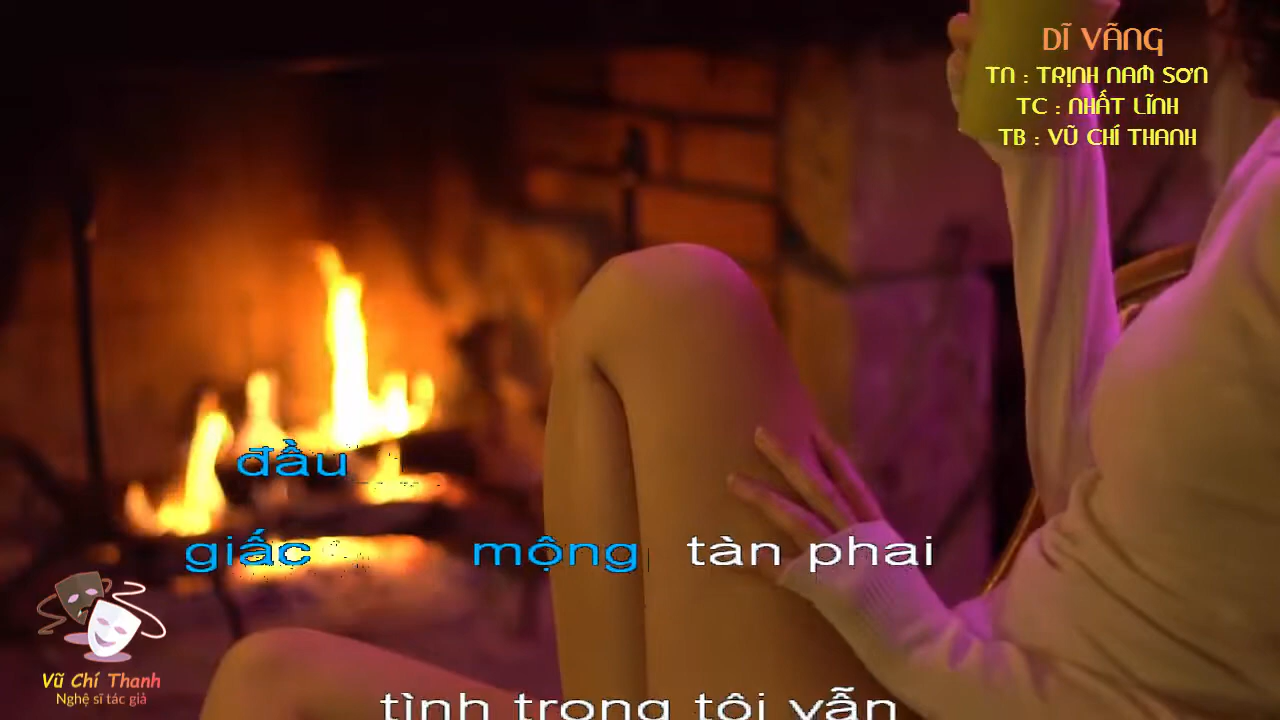 DĨ VÃNG
TN : TRỊNH NAM SƠN
TC : NHẤT LĨNH
TB : VŨ CHÍ THANH
đầu
giấc mộng tàn phai
tình trong tôi vẫn
Vũ Chí Thanh
Nghệ sĩ tác giả